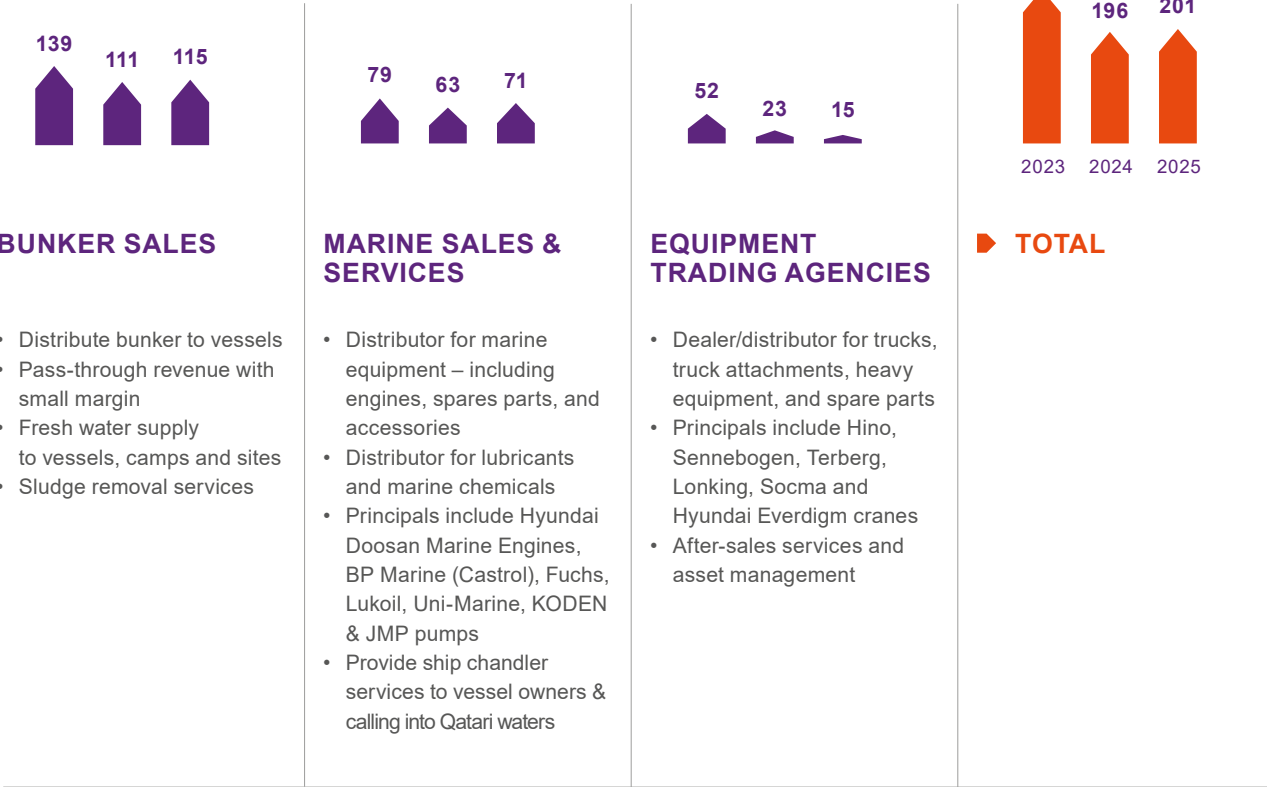 139
111
115
BUNKER SALES
• Distribute bunker to vessels
• Pass-through revenue with
small margin
• Fresh water supply
to vessels, camps and sites
• Sludge removal services
79
63
71
MARINE SALES &
SERVICES
• Distributor for marine
equipment – including
engines, spares parts, and
accessories
• Distributor for lubricants
and marine chemicals
• Principals include Hyundai
Doosan Marine Engines,
BP Marine (Castrol), Fuchs,
Lukoil, Uni-Marine, KODEN
& JMP pumps
• Provide ship chandler
services to vessel owners &
calling into Qatari waters
52
23
15
EQUIPMENT
TRADING AGENCIES
• Dealer/distributor for trucks,
truck attachments, heavy
equipment, and spare parts
• Principals include Hino,
Sennebogen, Terberg,
Lonking, Socma and
Hyundai Everdigm cranes
• After-sales services and
asset management
196
201
2023 2024 2025
TOTAL